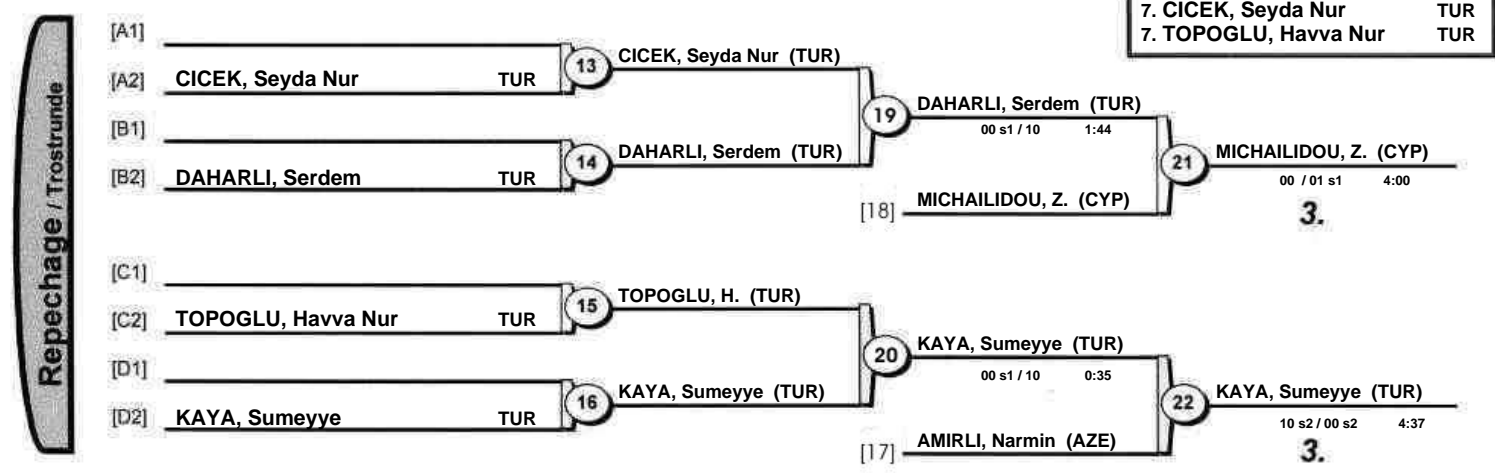 7. CICEK, Seyda Nur TUR
7. TOPOGLU, Havva Nur TUR
Repechage / Trostrunde
[A1]
[A2] CICEK, Seyda Nur TUR
13
CICEK, Seyda Nur (TUR)
[B1]
[B2] DAHARLI, Serdem TUR
14
DAHARLI, Serdem (TUR)
19
DAHARLI, Serdem (TUR)
00 s1 / 10 1:44
[18] MICHAILIDOU, Z. (CYP)
21
MICHAILIDOU, Z. (CYP)
00 / 01 s1 4:00
3.
[C1]
[C2] TOPOGLU, Havva Nur TUR
15
TOPOGLU, H. (TUR)
[D1]
[D2] KAYA, Sumeyye TUR
16
KAYA, Sumeyye (TUR)
20
KAYA, Sumeyye (TUR)
00 s1 / 10 0:35
[17] AMIRLI, Narmin (AZE)
22
KAYA, Sumeyye (TUR)
10 s2 / 00 s2 4:37
3.